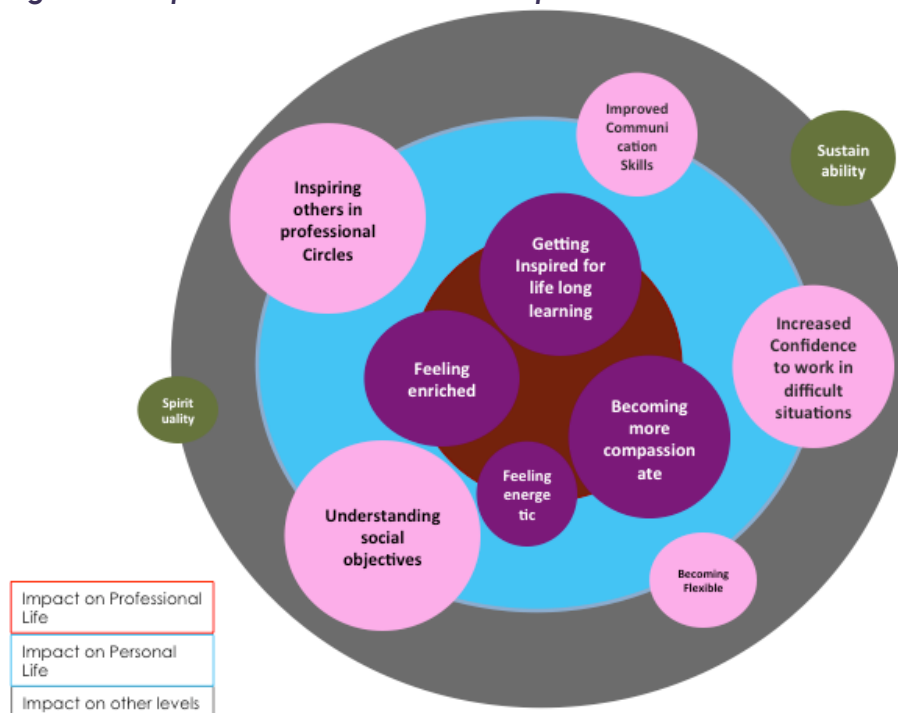 Improved
Communi
cation
Skills
Sustain
ability
Inspiring
others in
professional
Circles
Getting
Inspired for
life long
learning
Increased
Confidence
to work in
difficult
situations
Feeling
enriched
Spirit
uality
Becoming
more
compassion
ate
Feeling
energe
tic
Understanding
social
objectives
Becoming
Flexible
Impact on Professional
Life
Impact on Personal
Life
Impact on other levels